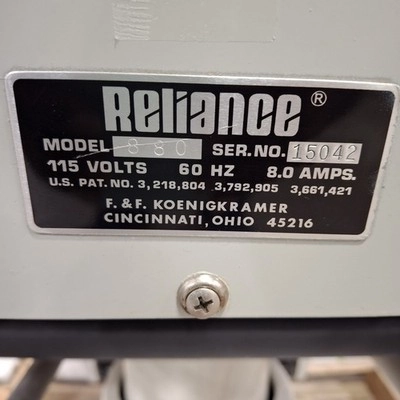 Reliance ®
MODEL 880 SER. NO. 15042
115 VOLTS 60 HZ 8.0 AMPS.
U.S. PAT. NO. 3,218,804 3,792,905 3,661,421
F. & F. KOENIGKRAMER
CINCINNATI, OHIO 45216